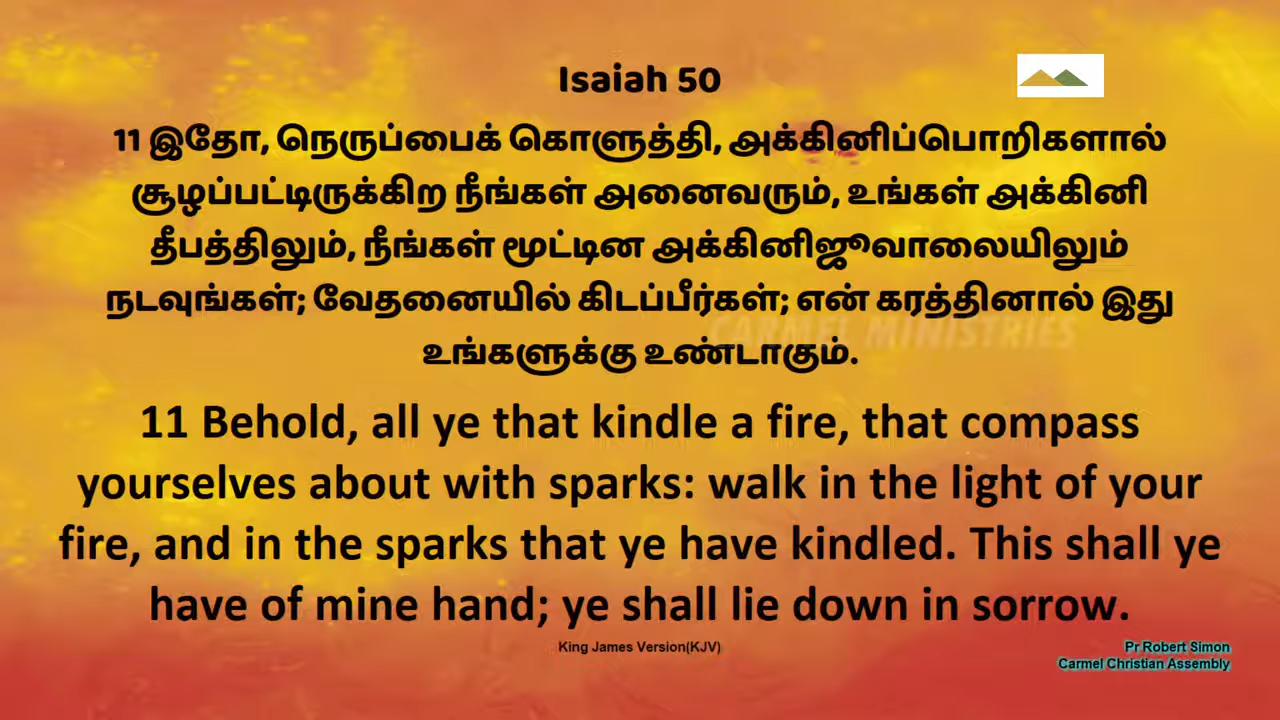 Isaiah 50
11 இதோ, நெருப்பைக் கொளுத்தி, அக்கினிப்பொறிகளால்
சூழப்பட்டிருக்கிற நீங்கள் அனைவரும், உங்கள் அக்கினி
தீபத்திலும், நீங்கள் மூட்டின அக்கினிஜூவாலையிலும்
நடவுங்கள்; வேதனையில் கிடப்பீர்கள்; என் கரத்தினால் இது
உங்களுக்கு உண்டாகும்.
CARMEL MINISTRIES
11 Behold, all ye that kindle a fire, that compass
yourselves about with sparks: walk in the light of your
fire, and in the sparks that ye have kindled. This shall ye
have of mine hand; ye shall lie down in sorrow.
King James Version(KJV)
Pr Robert Simon
Carmel Christian Assembly